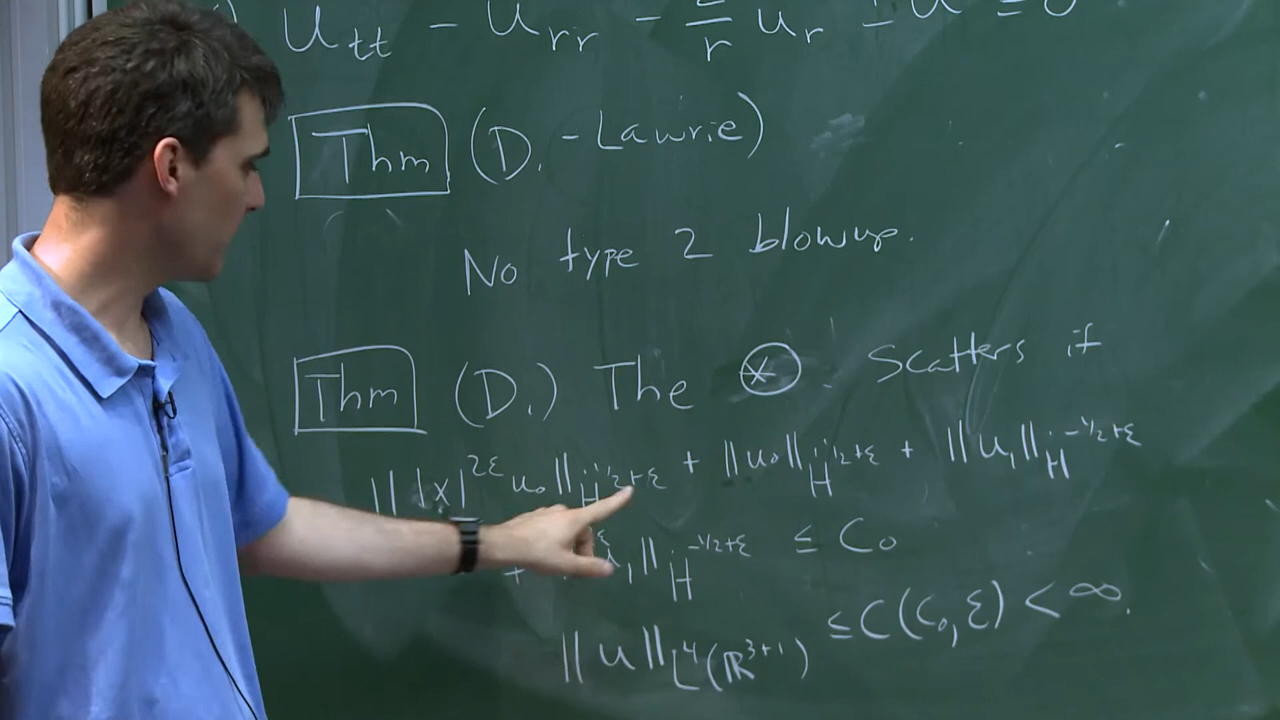 u_tt - u_rr - 2/r u_r ± u = 0
Thm (D. - Lawrie)
No type 2 blowup.
Thm (D.) The ⊛. Scatters if
|| |x|^{2ε} u_0 ||_{Ḣ^{1/2+ε}} + ||u_0||_{Ḣ^{1/2+ε}} + ||u_1||_{Ḣ^{-1/2+ε}}
+ ε u_1||_{Ḣ^{-1/2+ε}} ≤ C_0
||u||_{L^4(ℝ^{3+1})} ≤ C(C_0, ε) < ∞.